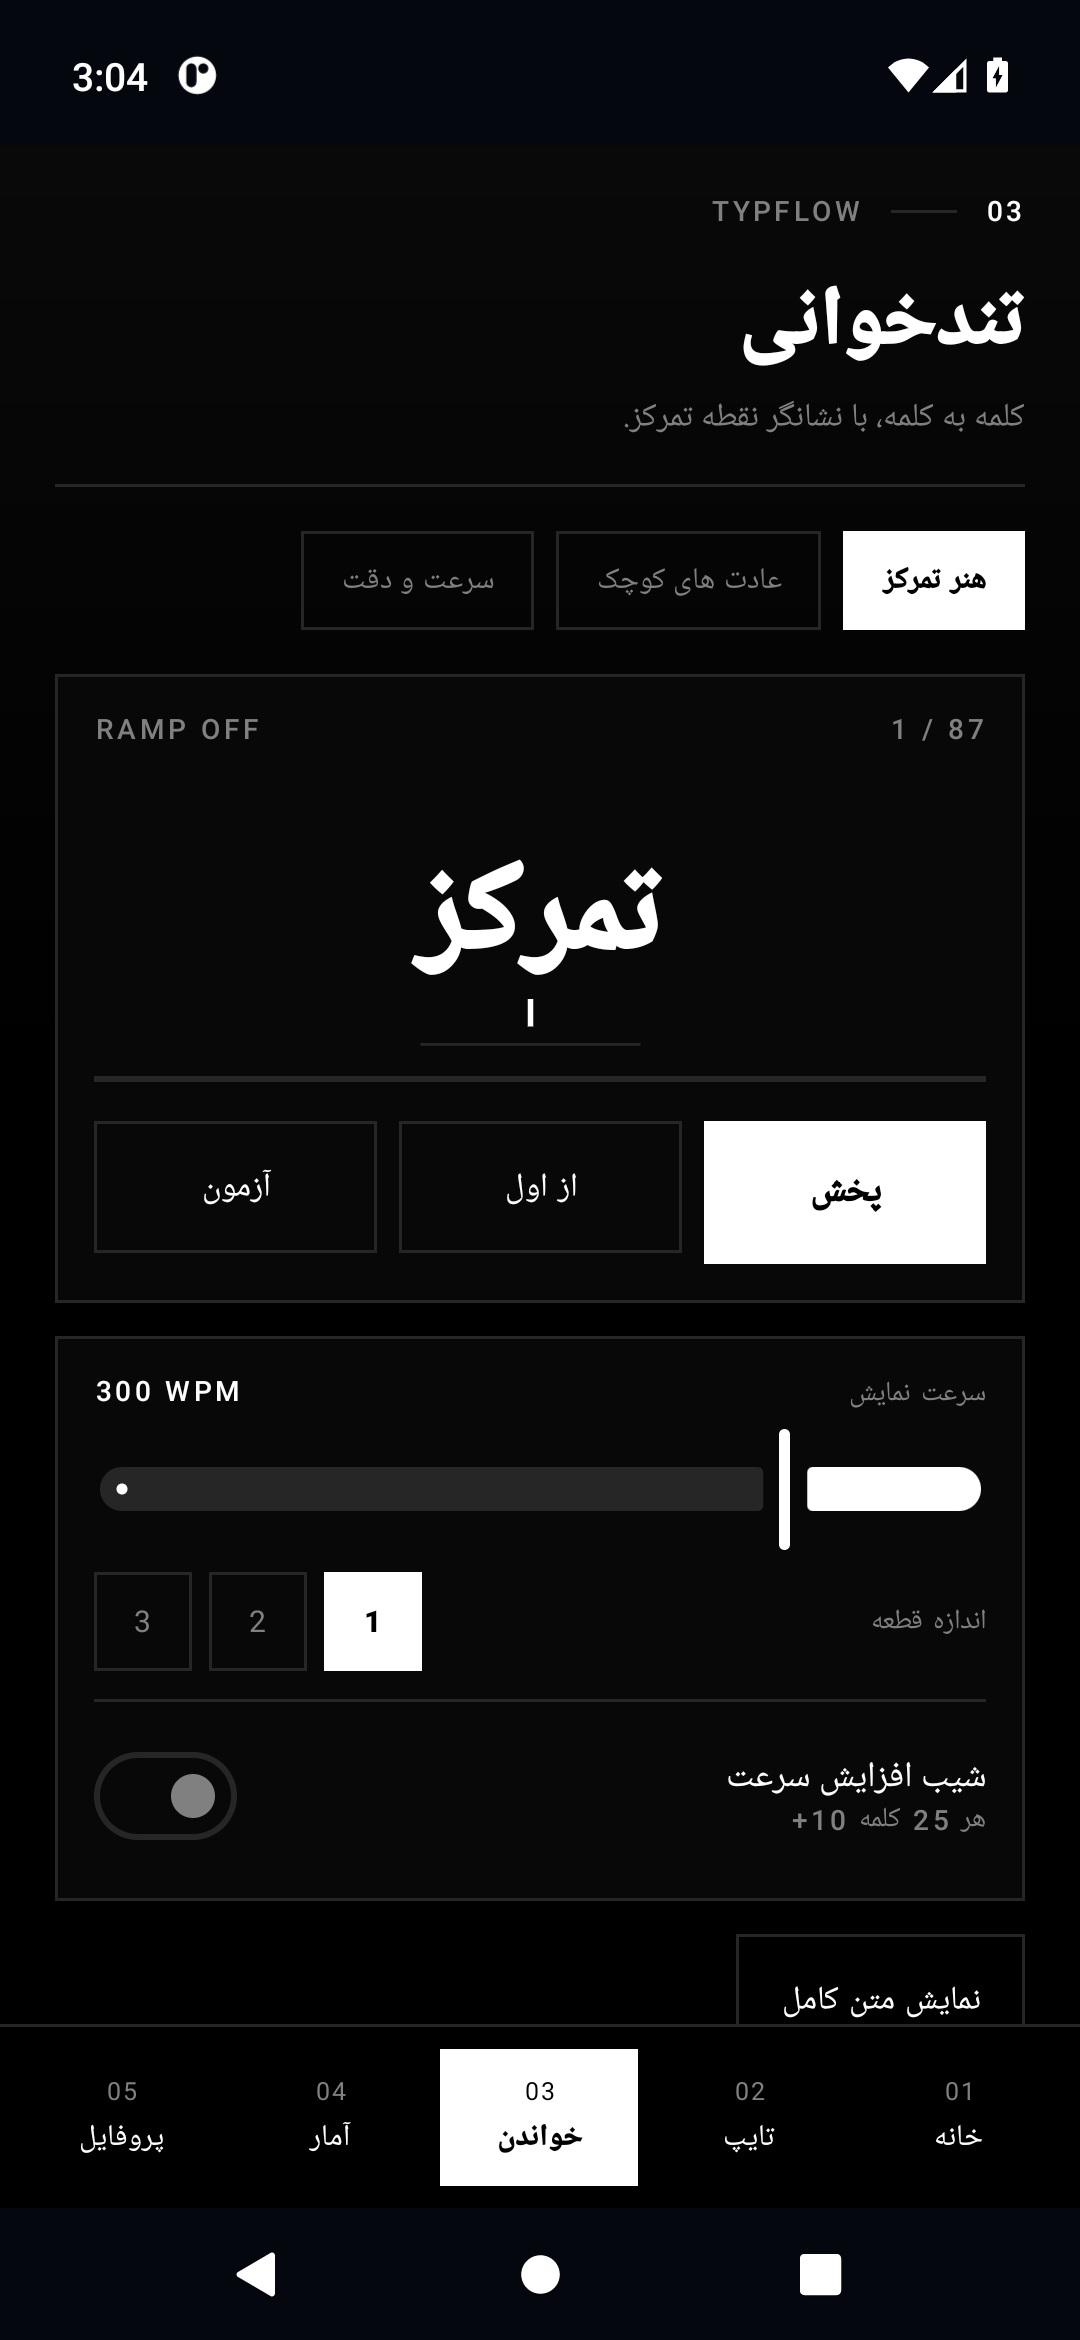 3:04
03 TYPFLOW
تندخوانی
کلمه به کلمه، با نشانگر نقطه تمرکز.
هنر تمرکز
عادت های کوچک
سرعت و دقت
1 / 87
RAMP OFF
تمرکز
پخش
از اول
آزمون
سرعت نمایش
300 WPM
اندازه قطعه
1
2
3
شیب افزایش سرعت
هر 25 کلمه 10+
نمایش متن کامل
01
خانه
02
تایپ
03
خواندن
04
آمار
05
پروفایل